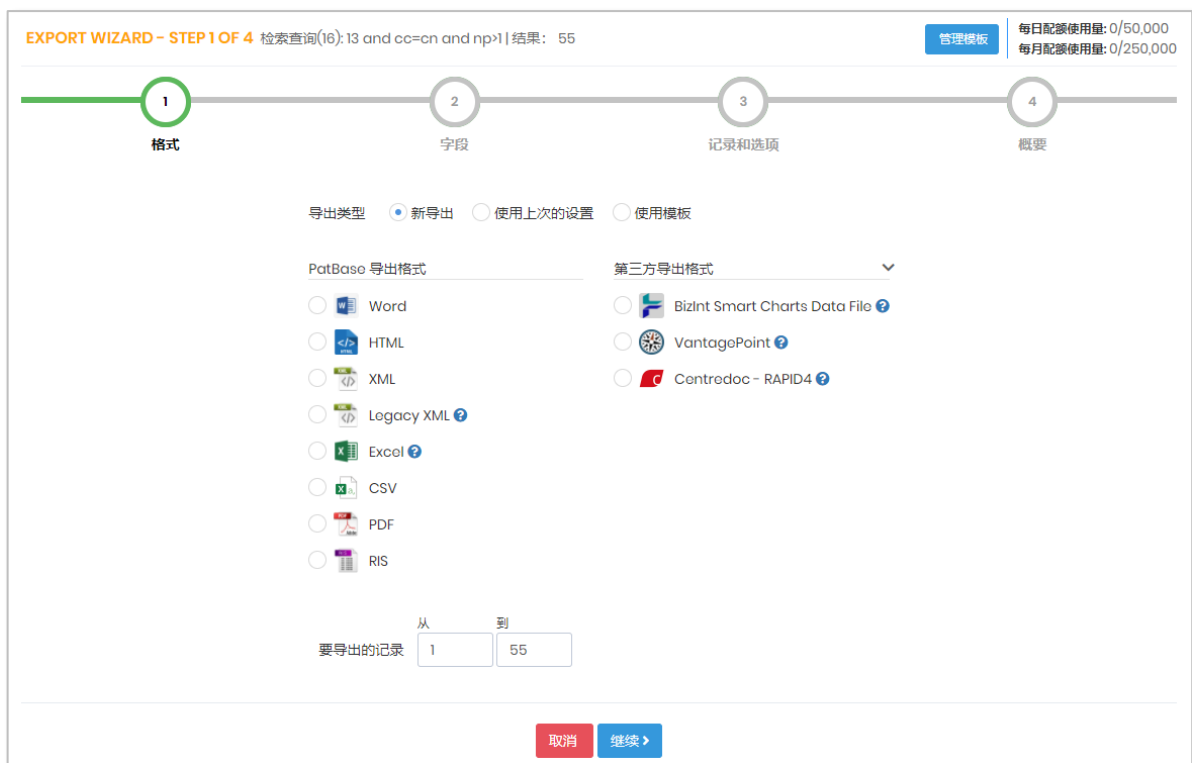 EXPORT WIZARD - STEP 1 OF 4 检索查询(16): 13 and cc=cn and np>1 | 结果： 55
管理模板
每日配额使用量: 0/50,000
每月配额使用量: 0/250,000
1 2 3 4
格式 字段 记录和选项 概要
导出类型 新导出 使用上次的设置 使用模板
PatBase 导出格式 第三方导出格式
Word BizInt Smart Charts Data File ?
HTML VantagePoint ?
XML Centredoc - RAPID4 ?
Legacy XML ?
Excel ?
CSV
PDF
RIS
从 到
要导出的记录 1 55
取消 继续